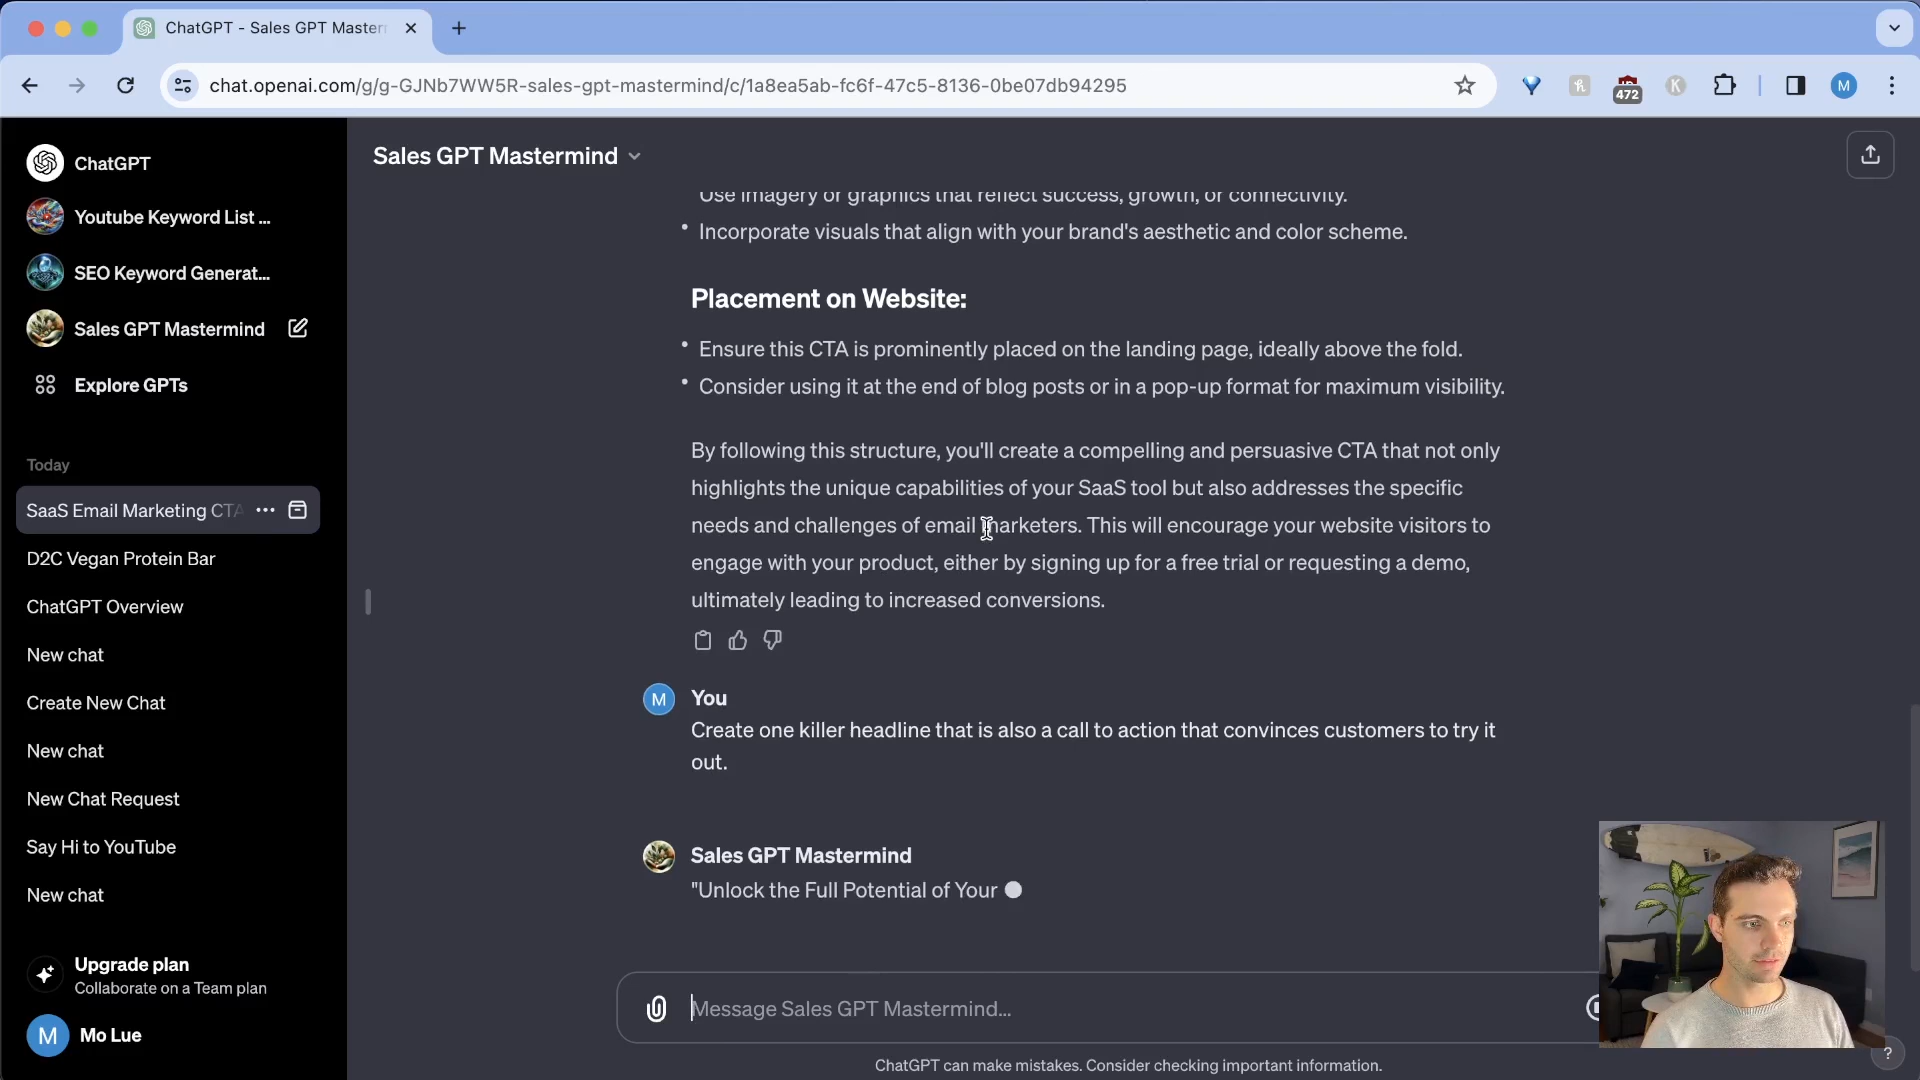 ChatGPT - Sales GPT Master
chat.openai.com/g/g-GJNb7WW5R-sales-gpt-mastermind/c/1a8ea5ab-fc6f-47c5-8136-0be07db94295
472
K
M
ChatGPT
Youtube Keyword List ...
SEO Keyword Generat...
Sales GPT Mastermind
Explore GPTs
Today
SaaS Email Marketing CTA
D2C Vegan Protein Bar
ChatGPT Overview
New chat
Create New Chat
New chat
New Chat Request
Say Hi to YouTube
New chat
Upgrade plan
Collaborate on a Team plan
M
Mo Lue
Sales GPT Mastermind
Use imagery or graphics that reflect success, growth, or connectivity.
• Incorporate visuals that align with your brand's aesthetic and color scheme.
Placement on Website:
• Ensure this CTA is prominently placed on the landing page, ideally above the fold.
• Consider using it at the end of blog posts or in a pop-up format for maximum visibility.
By following this structure, you'll create a compelling and persuasive CTA that not only
highlights the unique capabilities of your SaaS tool but also addresses the specific
needs and challenges of email marketers. This will encourage your website visitors to
engage with your product, either by signing up for a free trial or requesting a demo,
ultimately leading to increased conversions.
M
You
Create one killer headline that is also a call to action that convinces customers to try it
out.
Sales GPT Mastermind
"Unlock the Full Potential of Your
Message Sales GPT Mastermind...
ChatGPT can make mistakes. Consider checking important information.
?